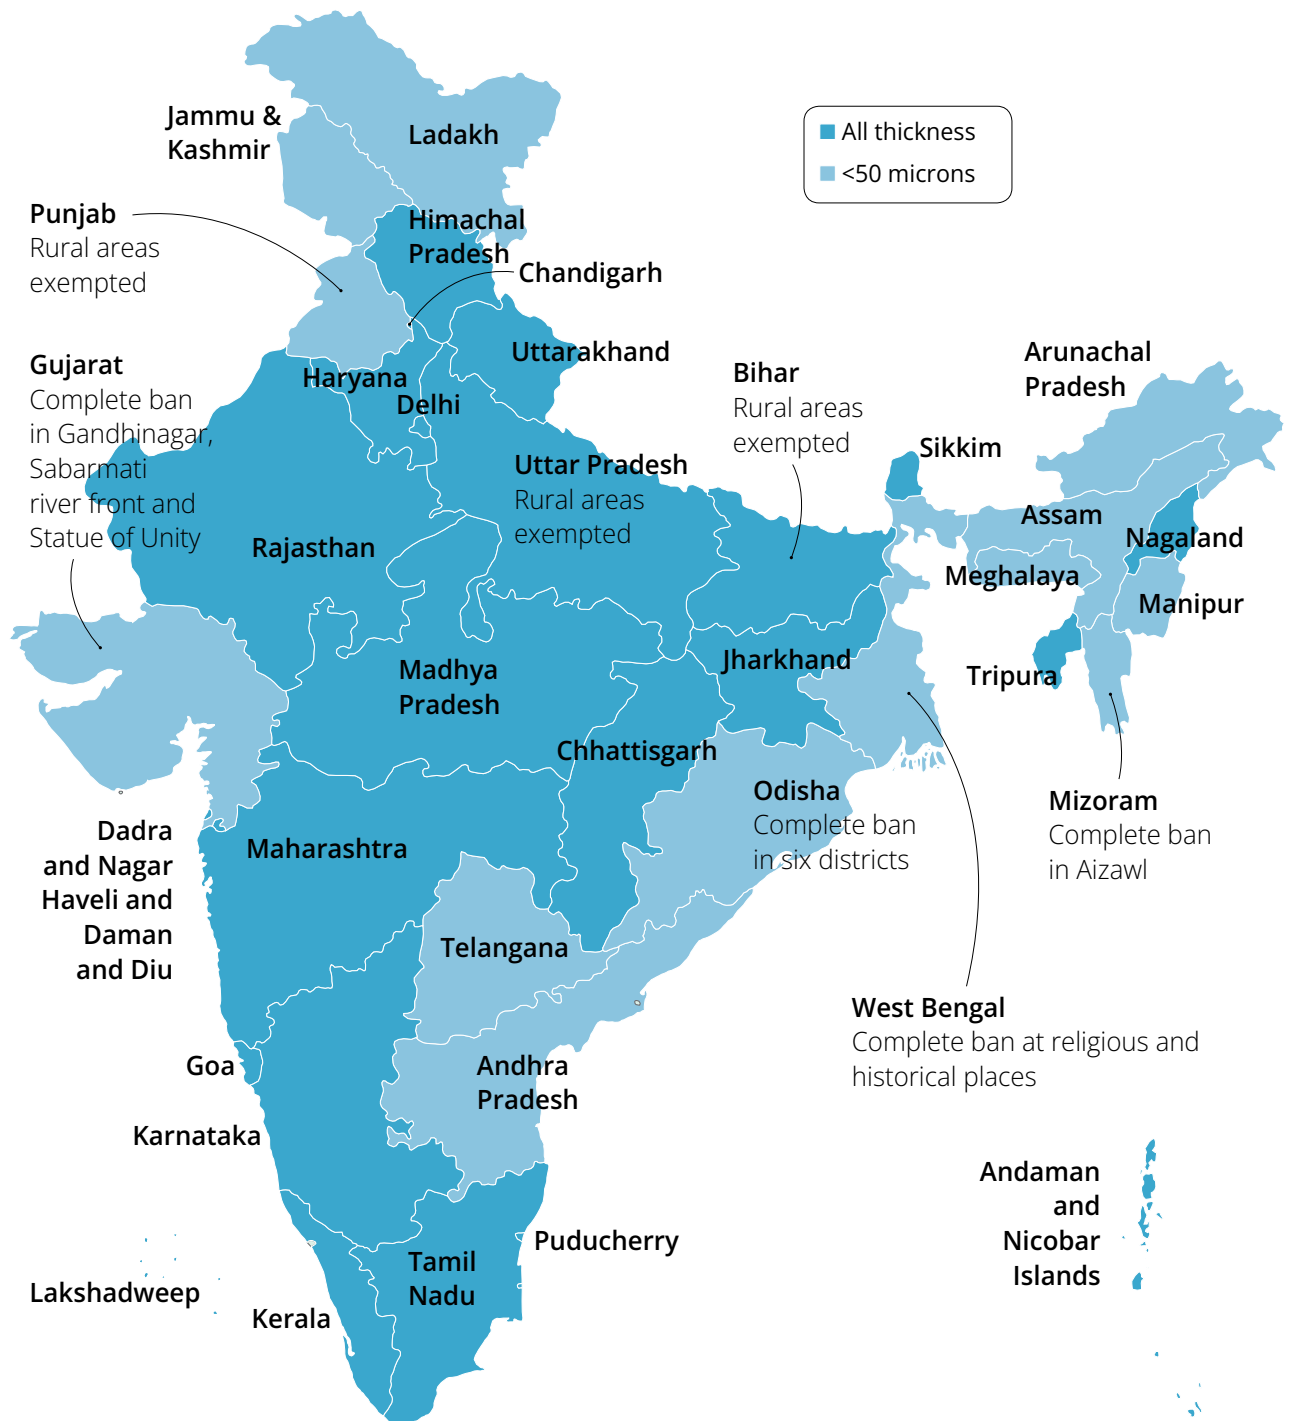 All thickness
<50 microns
Jammu &
Kashmir
Ladakh
Punjab
Rural areas
exempted
Himachal
Pradesh
Chandigarh
Uttarakhand
Gujarat
Complete ban
in Gandhinagar,
Sabarmati
river front and
Statue of Unity
Haryana
Delhi
Bihar
Rural areas
exempted
Arunachal
Pradesh
Sikkim
Uttar Pradesh
Rural areas
exempted
Rajasthan
Assam
Nagaland
Meghalaya
Manipur
Madhya
Pradesh
Jharkhand
Tripura
Chhattisgarh
Odisha
Complete ban
in six districts
Mizoram
Complete ban
in Aizawl
Dadra
and Nagar
Haveli and
Daman
and Diu
Maharashtra
Telangana
West Bengal
Complete ban at religious and
historical places
Goa
Andhra
Pradesh
Karnataka
Andaman
and
Nicobar
Islands
Puducherry
Tamil
Nadu
Lakshadweep
Kerala